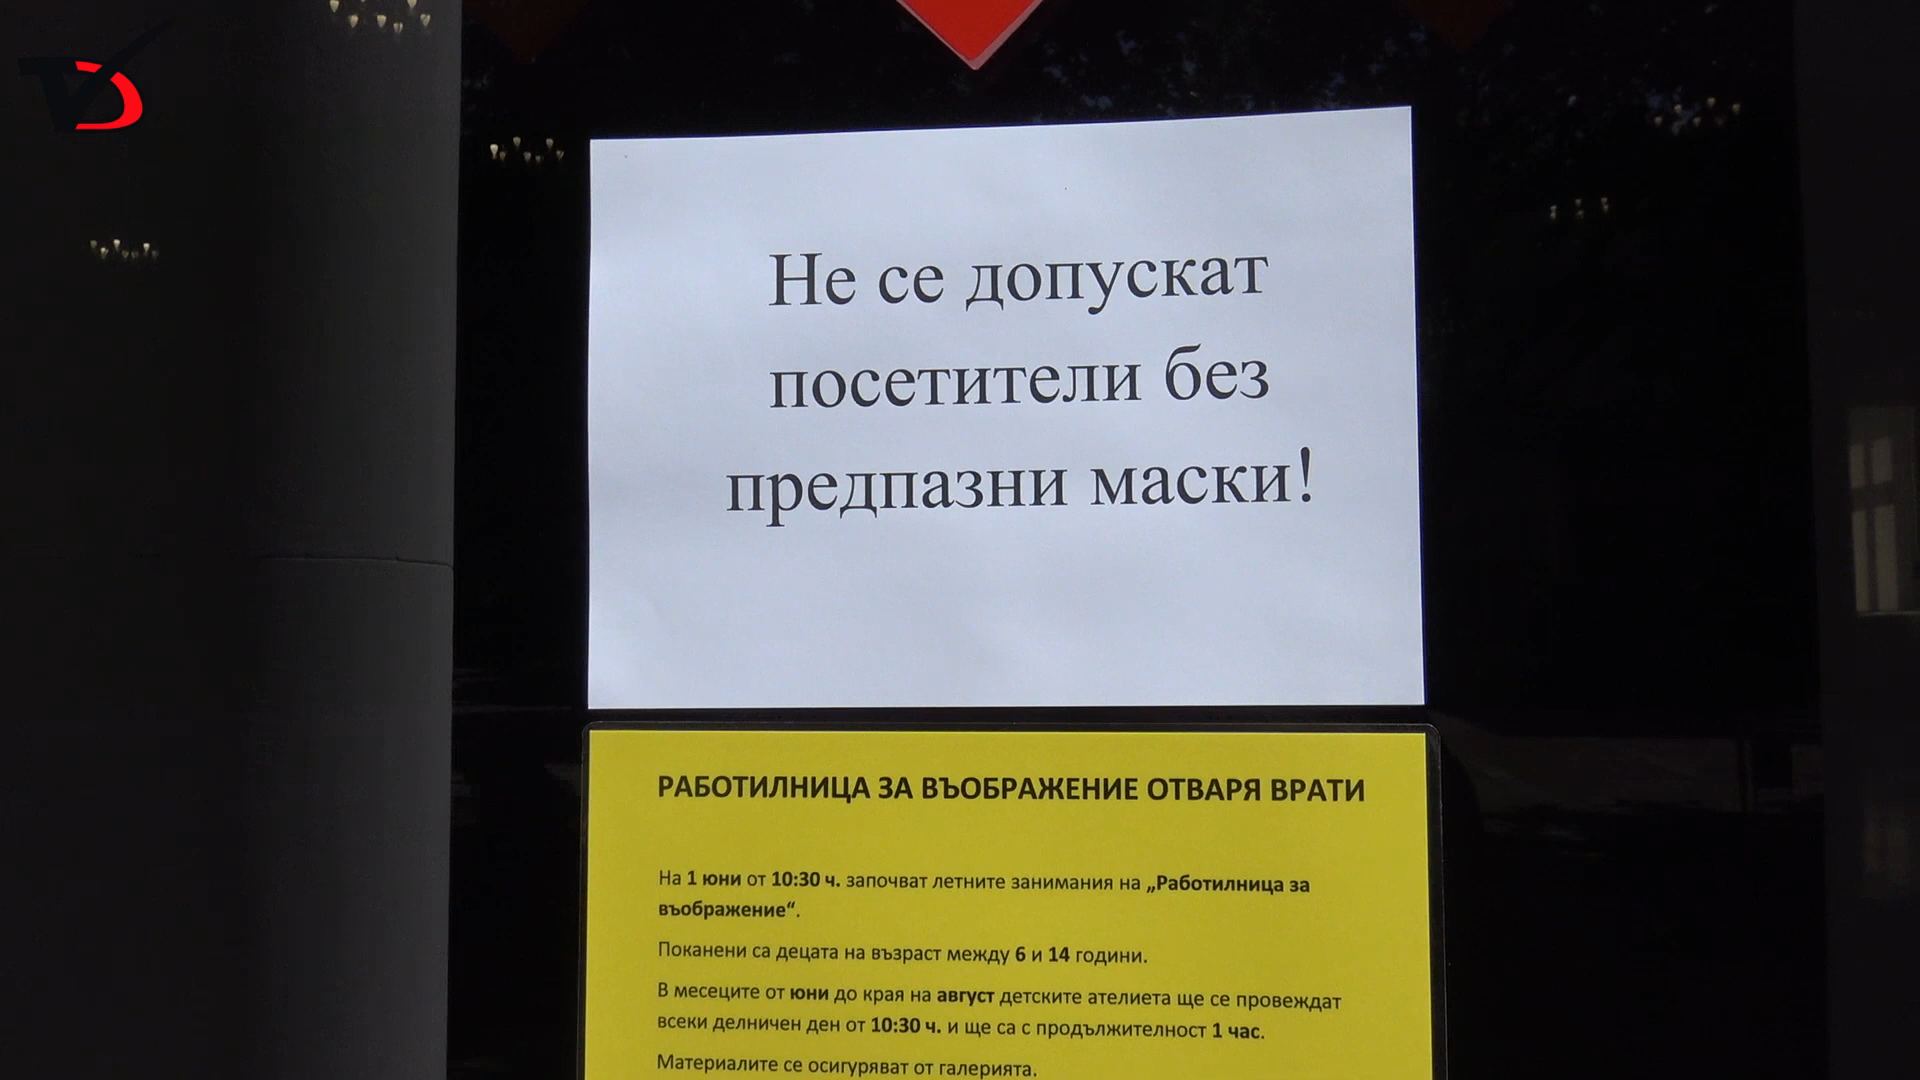 Не се допускат
посетители без
предпазни маски!
РАБОТИЛНИЦА ЗА ВЪОБРАЖЕНИЕ ОТВАРЯ ВРАТИ
На 1 юни от 10:30 ч. започват летните занимания на „Работилница за
въображение“.
Поканени са децата на възраст между 6 и 14 години.
В месеците от юни до края на август детските ателиета ще се провеждат
всеки делничен ден от 10:30 ч. и ще са с продължителност 1 час.
Материалите се осигуряват от галерията.